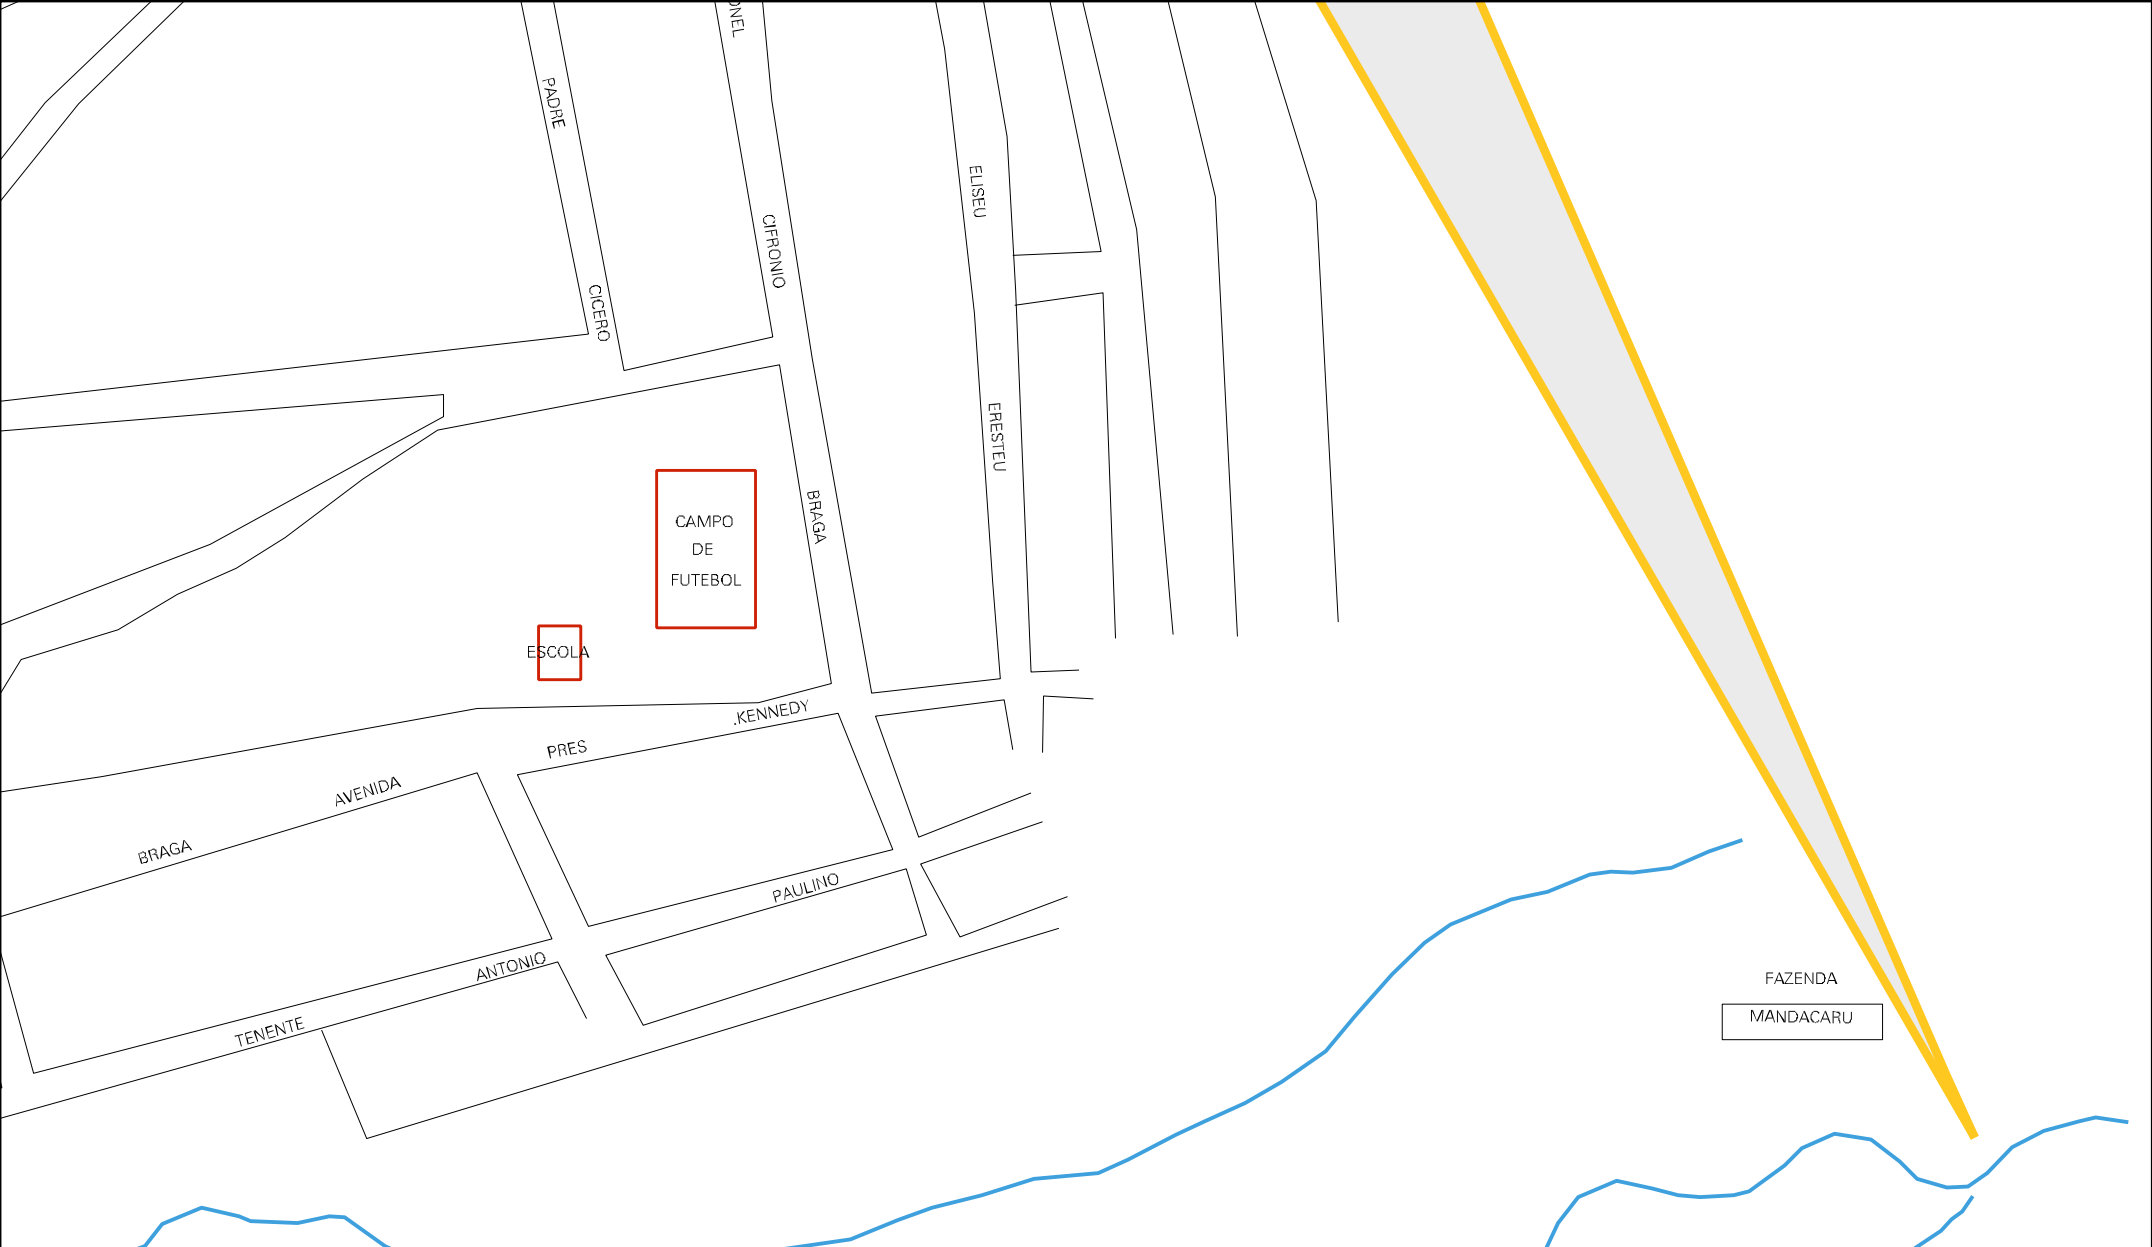 ONEL
PADRE
CICERO
CIFRONIO
BRAGA
ELISEU
ERESTEU
CAMPO
DE
FUTEBOL
ESCOLA
.KENNEDY
PRES
AVENIDA
BRAGA
PAULINO
ANTONIO
TENENTE
FAZENDA
MANDACARU